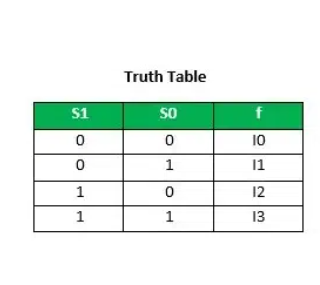 Truth Table
S1 S0 f
0 0 I0
0 1 I1
1 0 I2
1 1 I3